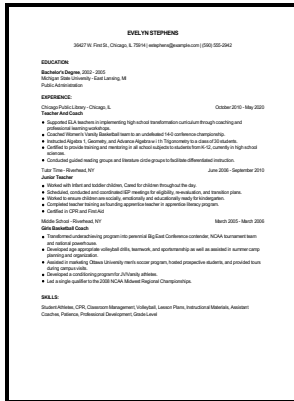 EVELYN STEPHENS
36427 W. First St., Chicago, IL 75914 | estephens@example.com | (590) 555-2942
EDUCATION:
Bachelor's Degree, 2002 - 2005
Michigan State University - East Lansing, MI
Public Administration
EXPERIENCE:
Chicago Public Library - Chicago, IL October 2010 - May 2020
Teacher And Coach
● Supported ELA teachers in implementing high school transformation curriculum through coaching and
professional learning workshops.
● Coached Women's Varsity Basketball team to an undefeated 14-0 conference championship.
● Instructed Algebra 1, Geometry, and Advance Algebra w i th Trigonometry to a class of 30 students.
● Certified to provide training and mentoring in all school subjects to students from K-12, currently in high school
sciences.
● Conducted guided reading groups and literature circle groups to facilitate differentiated instruction.
Tutor Time - Riverhead, NY June 2006 - September 2010
Junior Teacher
● Worked with Infant and toddler children, Cared for children throughout the day.
● Scheduled, conducted and coordinated IEP meetings for eligibility, re-evaluation, and transition plans.
● Worked to ensure children are socially, emotionally and educationally ready for kindergarten.
● Completed teacher training as founding apprentice teacher in apprentice literacy program.
● Certified in CPR and First Aid
Middle School - Riverhead, NY March 2005 - March 2006
Girls Basketball Coach
● Transformed underachieving program into perennial Big East Conference contender, NCAA tournament team
and national powerhouse.
● Developed age appropriate volleyball skills, teamwork, and sportsmanship as well as assisted in summer camp
planning and organization.
● Assisted in marketing Ottawa University men's soccer program, hosted prospective students, and provided tours
during campus visits.
● Developed a conditioning program for JV/Varsity athletes.
● Led a single qualifier to the 2008 NCAA Midwest Regional Championships.
SKILLS:
Student Athletes, CPR, Classroom Management, Volleyball, Lesson Plans, Instructional Materials, Assistant
Coaches, Patience, Professional Development, Grade Level